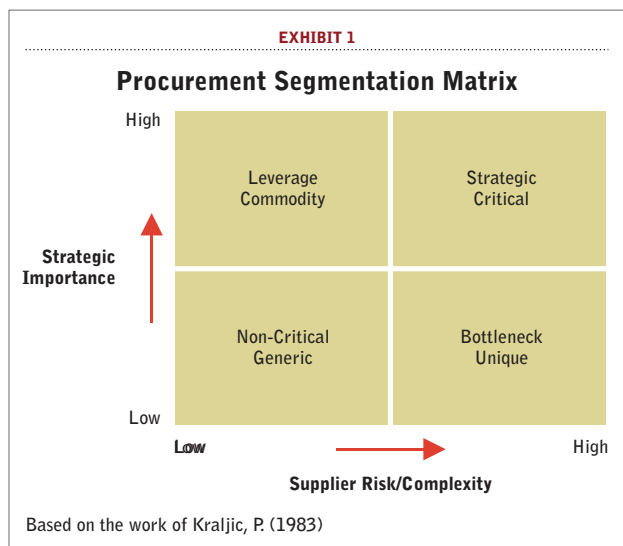 EXHIBIT 1
Procurement Segmentation Matrix
High
Leverage
Commodity
Strategic
Critical
Strategic
Importance
Non-Critical
Generic
Bottleneck
Unique
Low
Low
High
Supplier Risk/Complexity
Based on the work of Kraljic, P. (1983)